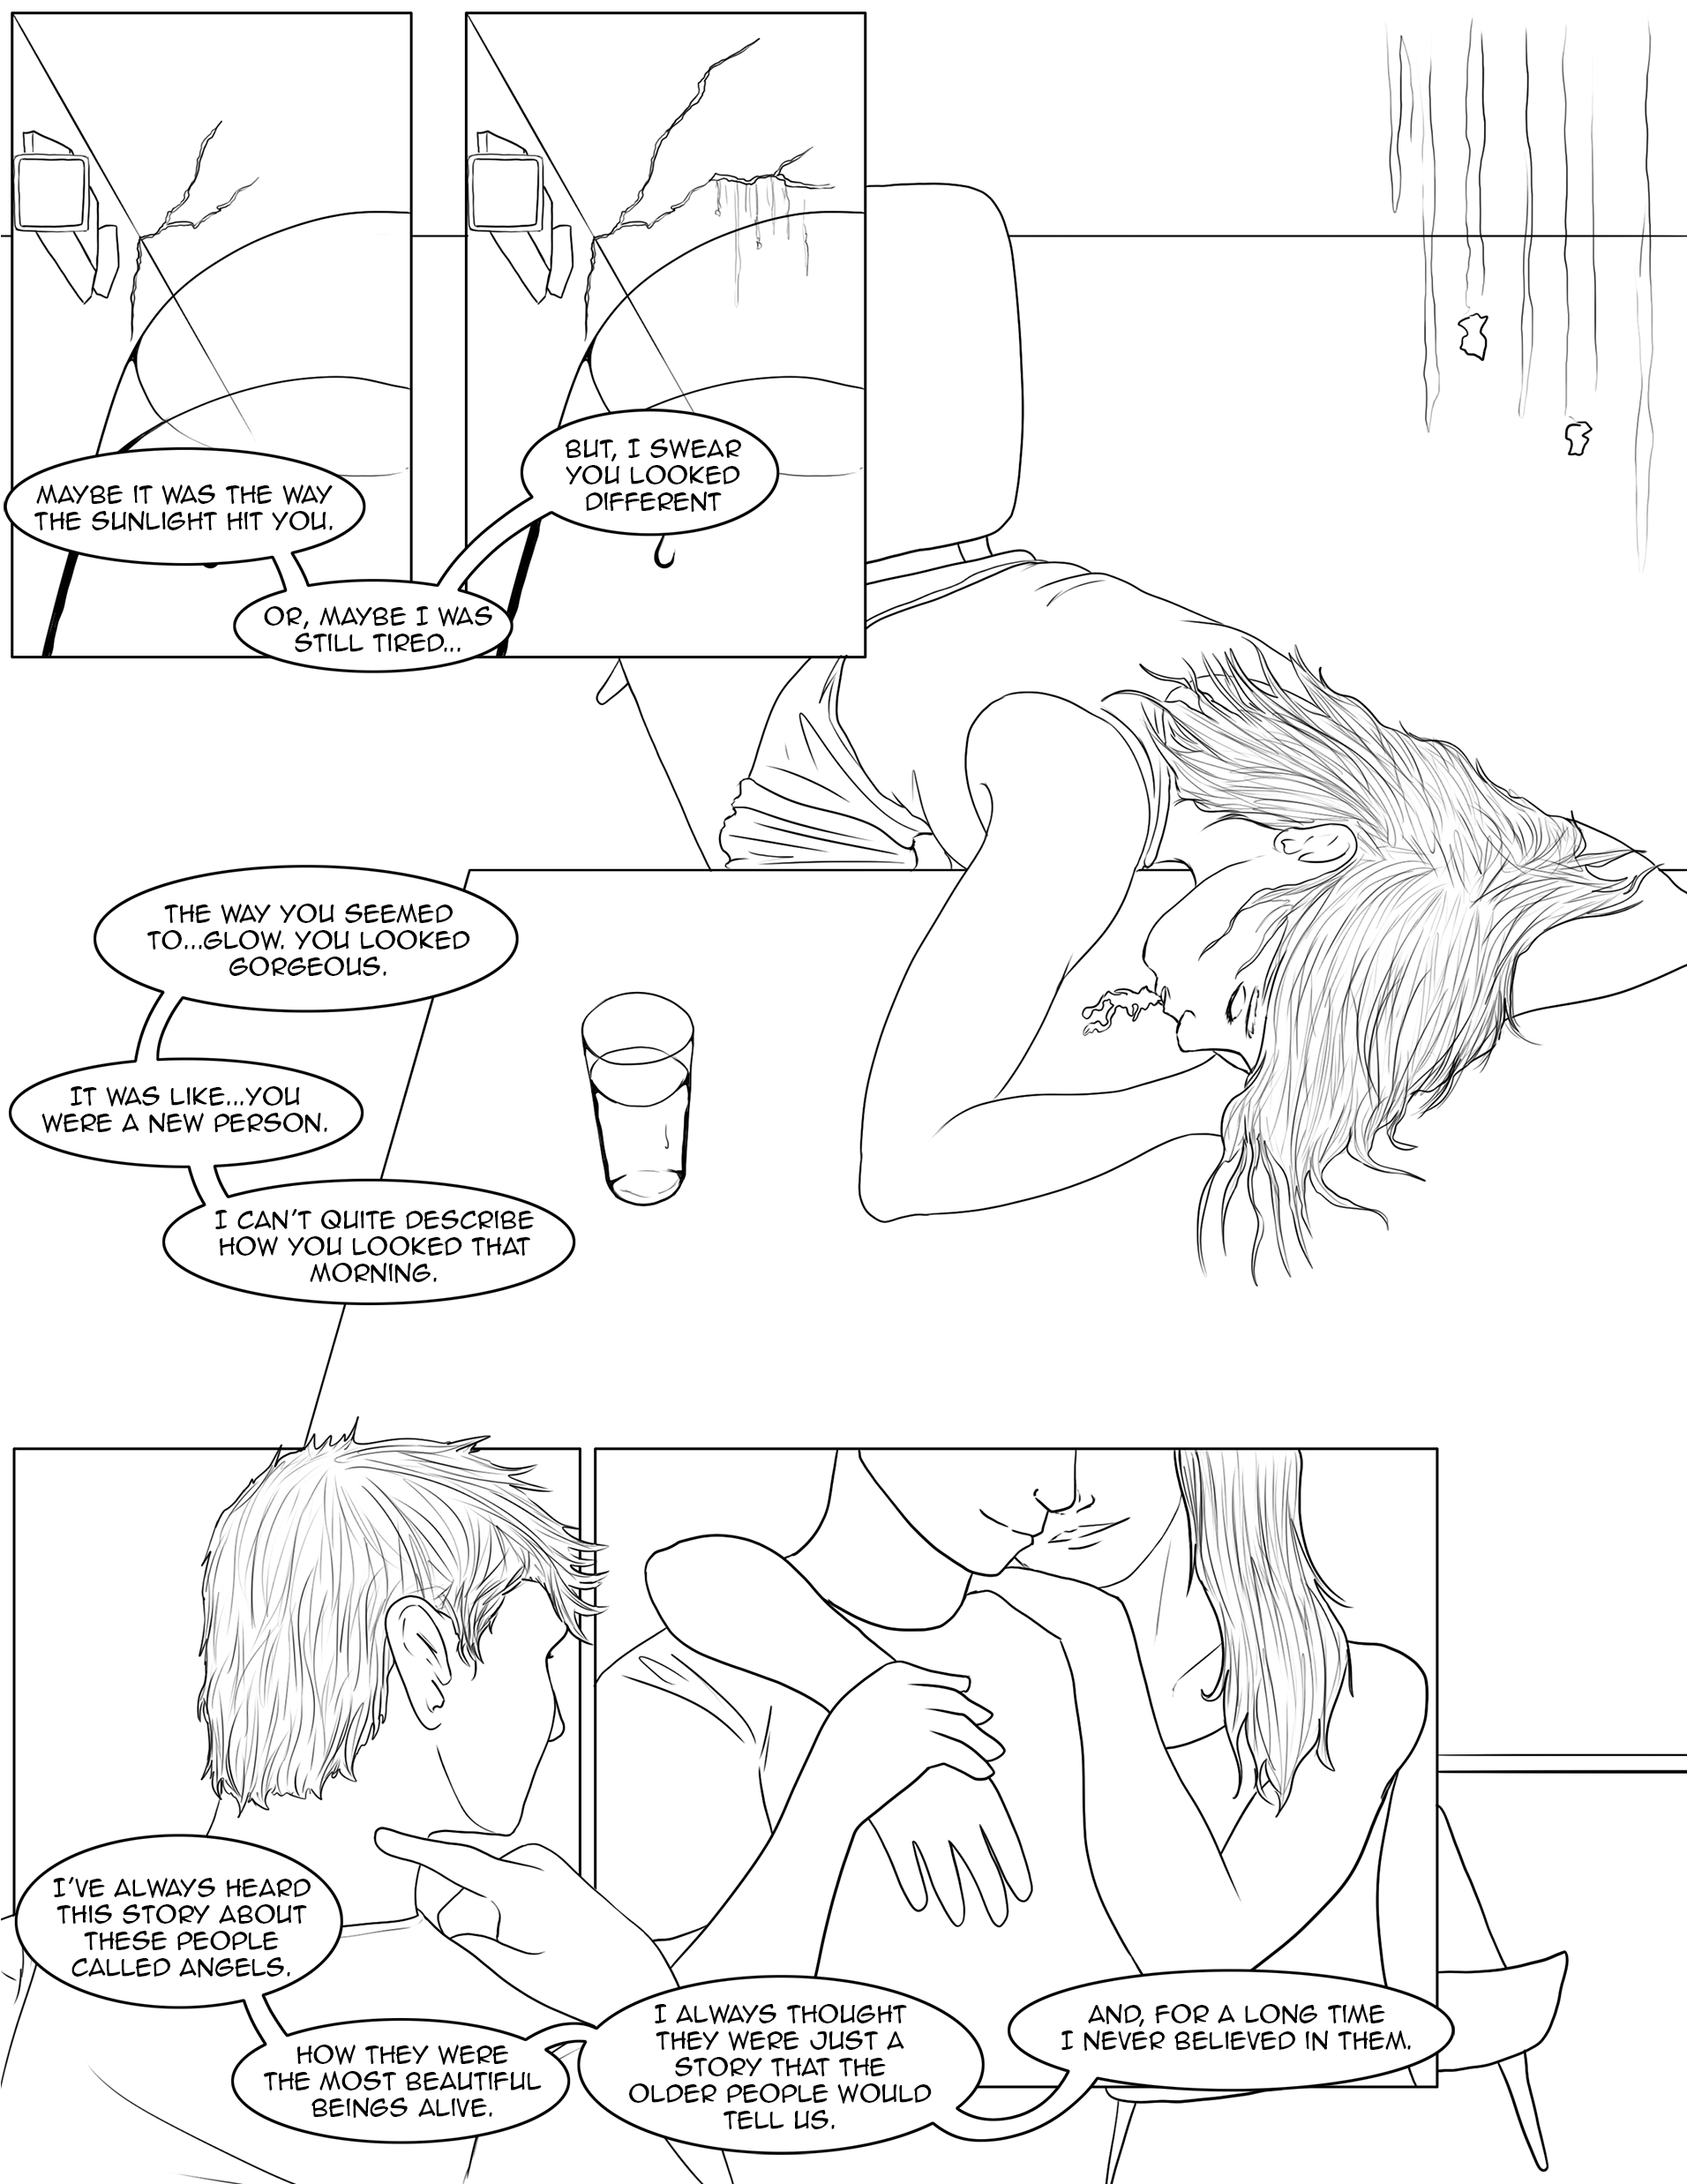 MAYBE IT WAS THE WAY
THE SUNLIGHT HIT YOU.
OR, MAYBE I WAS
STILL TIRED...
BUT, I SWEAR
YOU LOOKED
DIFFERENT
THE WAY YOU SEEMED
TO...GLOW. YOU LOOKED
GORGEOUS.
IT WAS LIKE...YOU
WERE A NEW PERSON.
I CAN'T QUITE DESCRIBE
HOW YOU LOOKED THAT
MORNING.
I'VE ALWAYS HEARD
THIS STORY ABOUT
THESE PEOPLE
CALLED ANGELS.
HOW THEY WERE
THE MOST BEAUTIFUL
BEINGS ALIVE.
I ALWAYS THOUGHT
THEY WERE JUST A
STORY THAT THE
OLDER PEOPLE WOULD
TELL US.
AND, FOR A LONG TIME
I NEVER BELIEVED IN THEM.